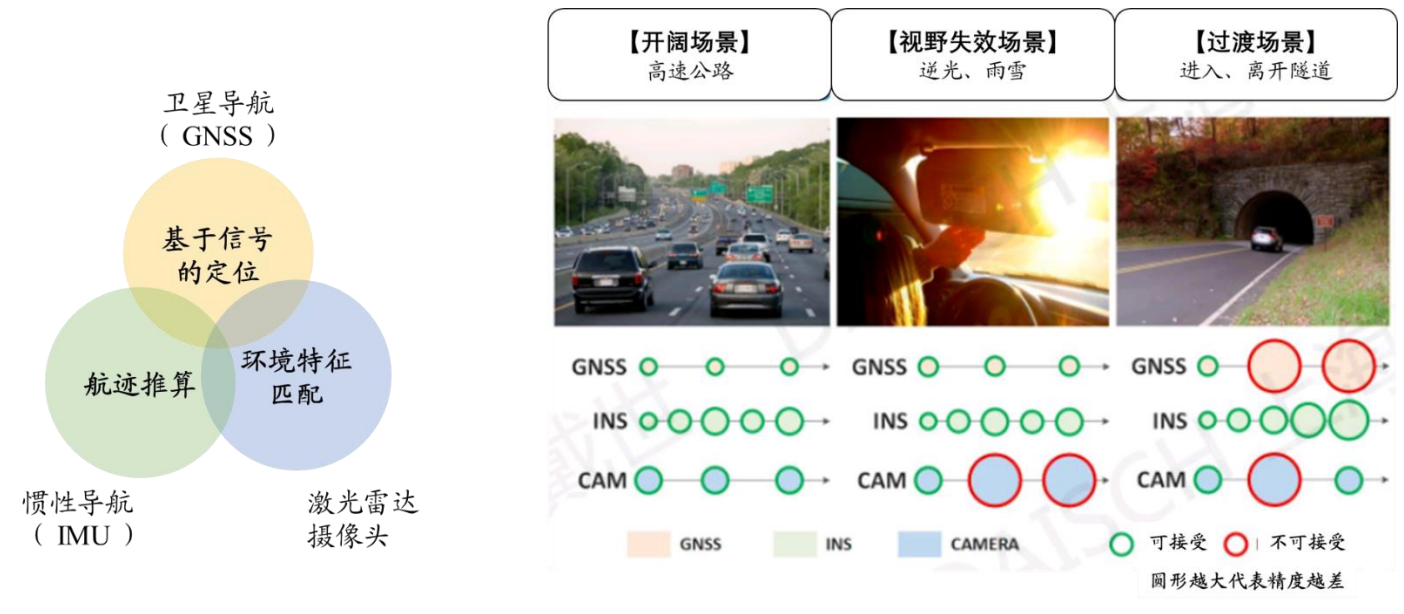 卫星导航
（ GNSS ）
基于信号
的定位
航迹推算
环境特征
匹配
惯性导航
（ IMU ）
激光雷达
摄像头
【开阔场景】
高速公路
【视野失效场景】
逆光、雨雪
【过渡场景】
进入、离开隧道
GNSS
INS
CAM
GNSS
INS
CAM
GNSS
INS
CAM
GNSS
INS
CAMERA
可接受
不可接受
圆形越大代表精度越差